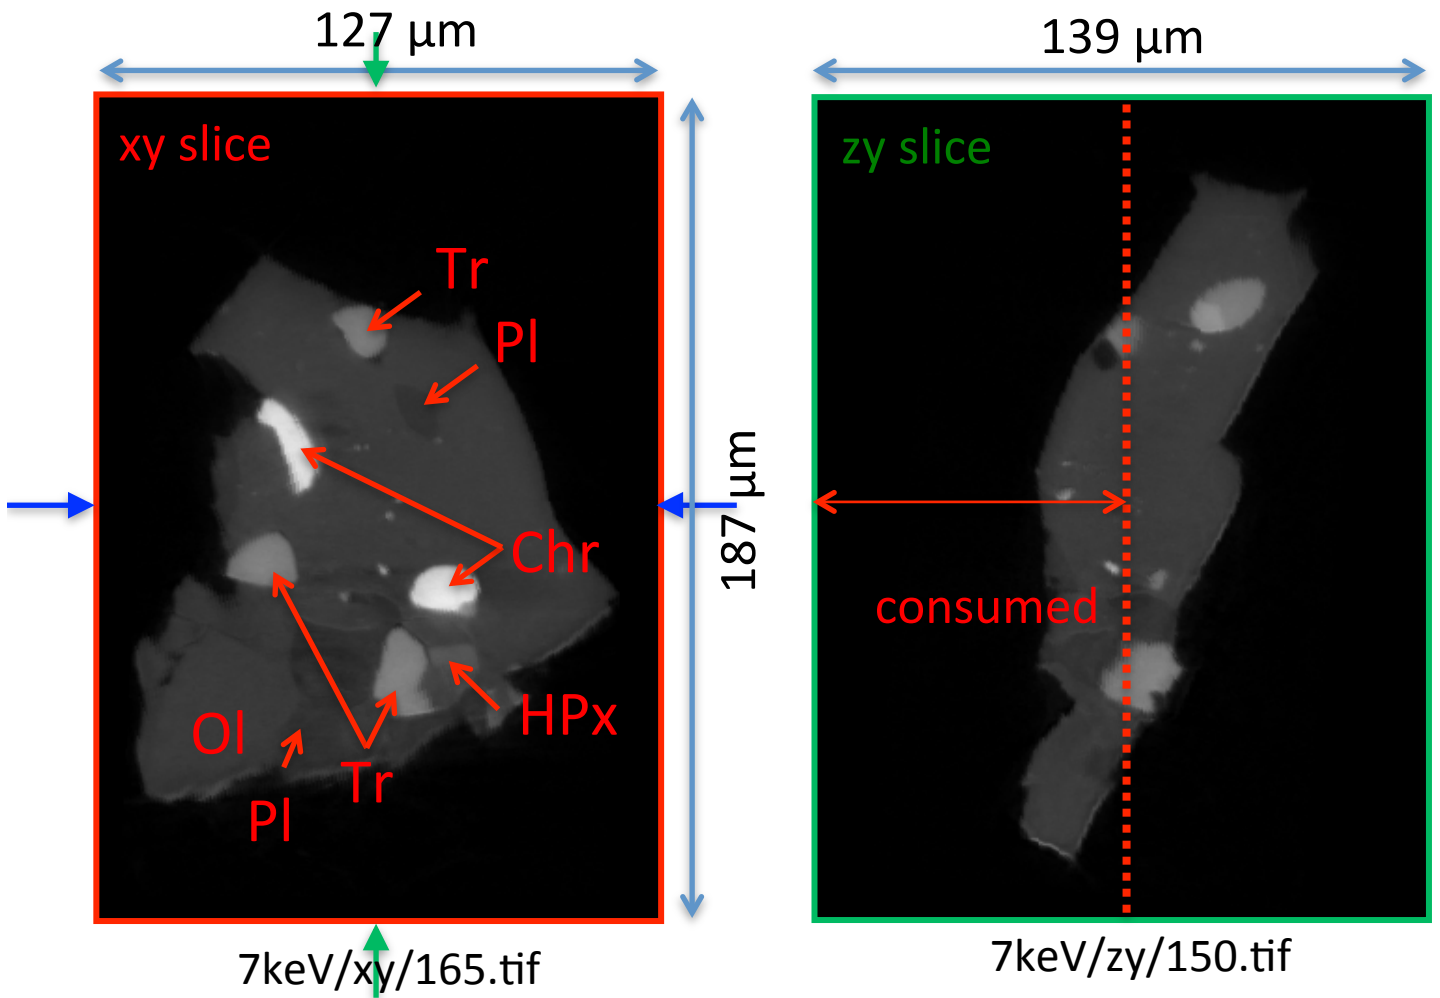 127 µm
139 µm
xy slice
zy slice
Tr
Pl
187 µm
Chr
consumed
HPx
Ol
Tr
Pl
7keV/xy/165.tif
7keV/zy/150.tif